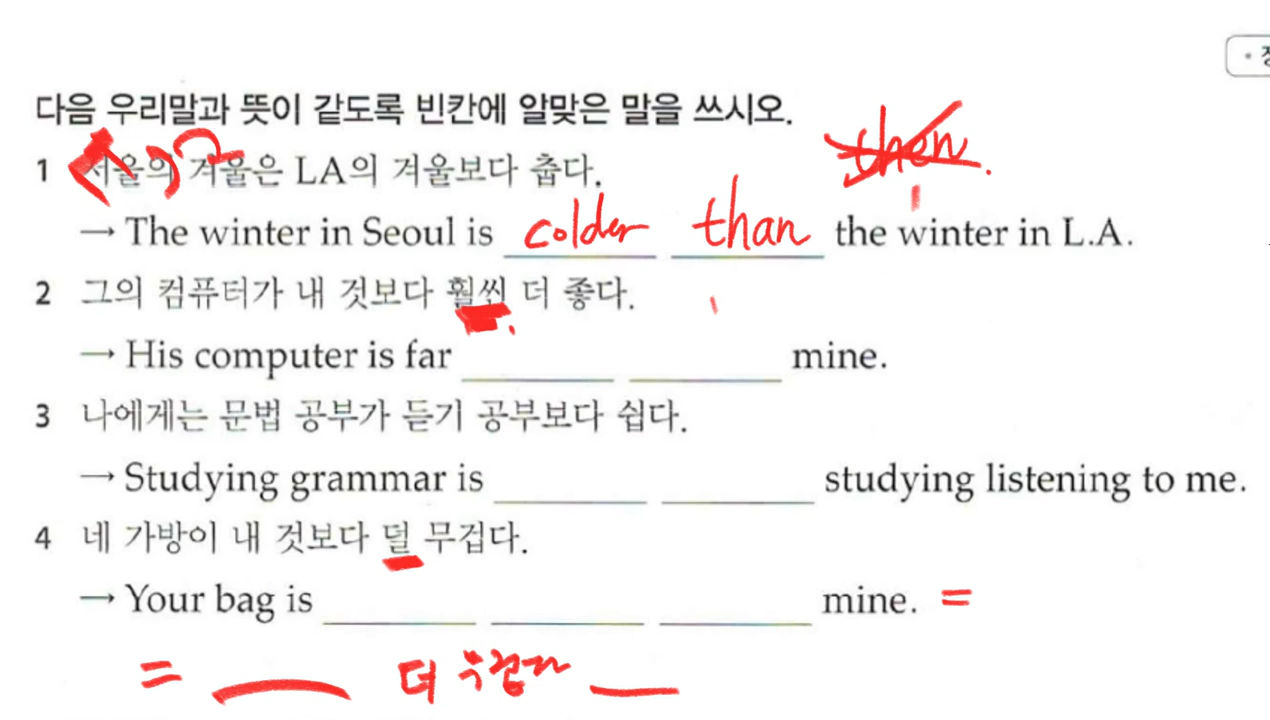 다음 우리말과 뜻이 같도록 빈칸에 알맞은 말을 쓰시오.
then
1 서울의 겨울은 LA의 겨울보다 춥다.
→ The winter in Seoul is colder than the winter in L.A.
2 그의 컴퓨터가 내 것보다 훨씬 더 좋다.
→ His computer is far mine.
3 나에게는 문법 공부가 듣기 공부보다 쉽다.
→ Studying grammar is studying listening to me.
4 네 가방이 내 것보다 덜 무겁다.
→ Your bag is mine. =
= 더